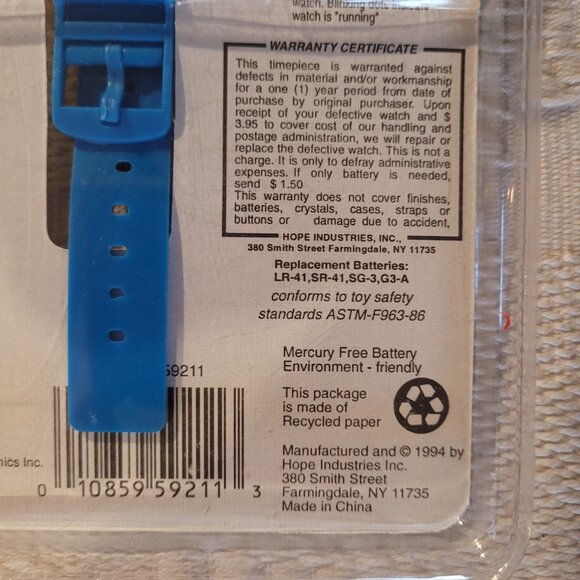 watch. Blinking dots indicate
watch is "running"
WARRANTY CERTIFICATE
This timepiece is warranted against
defects in material and/or workmanship
for a one (1) year period from date of
purchase by original purchaser. Upon
receipt of your defective watch and $
3.95 to cover cost of our handling and
postage administration, we will repair or
replace the defective watch. This is not a
charge. It is only to defray administrative
expenses. If only battery is needed,
send $ 1.50
This warranty does not cover finishes,
batteries, crystals, cases, straps or
buttons or damage due to accident,
HOPE INDUSTRIES, INC.,
380 Smith Street Farmingdale, NY 11735
Replacement Batteries:
LR-41,SR-41,SG-3,G3-A
conforms to toy safety
standards ASTM-F963-86
59211
Mercury Free Battery
Environment - friendly
This package
is made of
Recycled paper
nics Inc.
0 10859 59211 3
Manufactured and © 1994 by
Hope Industries Inc.
380 Smith Street
Farmingdale, NY 11735
Made in China